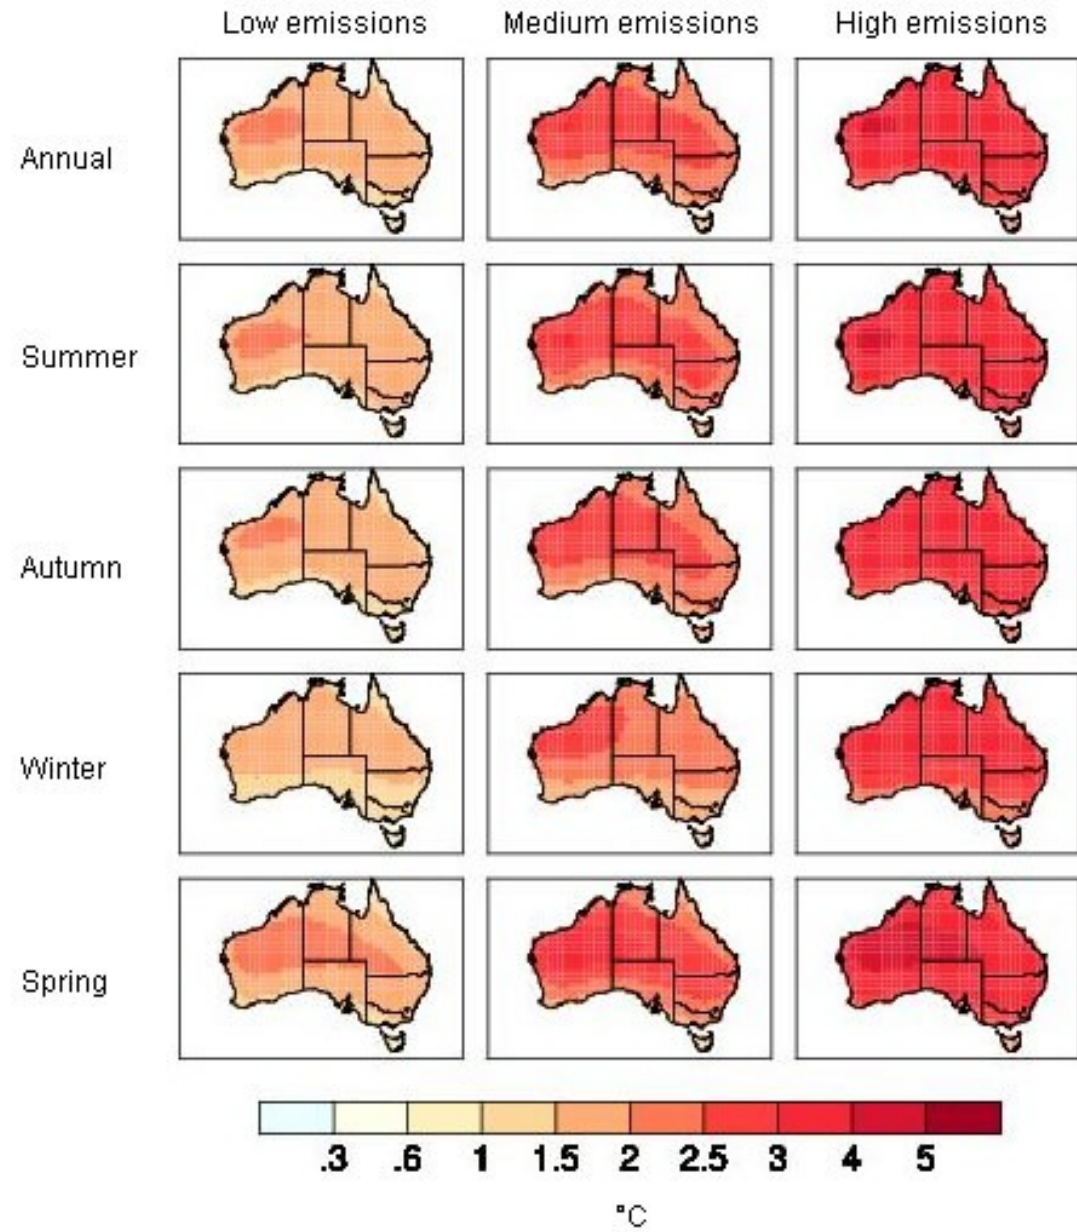 Low emissions Medium emissions High emissions
Annual
Summer
Autumn
Winter
Spring
.3 .6 1 1.5 2 2.5 3 4 5
°C